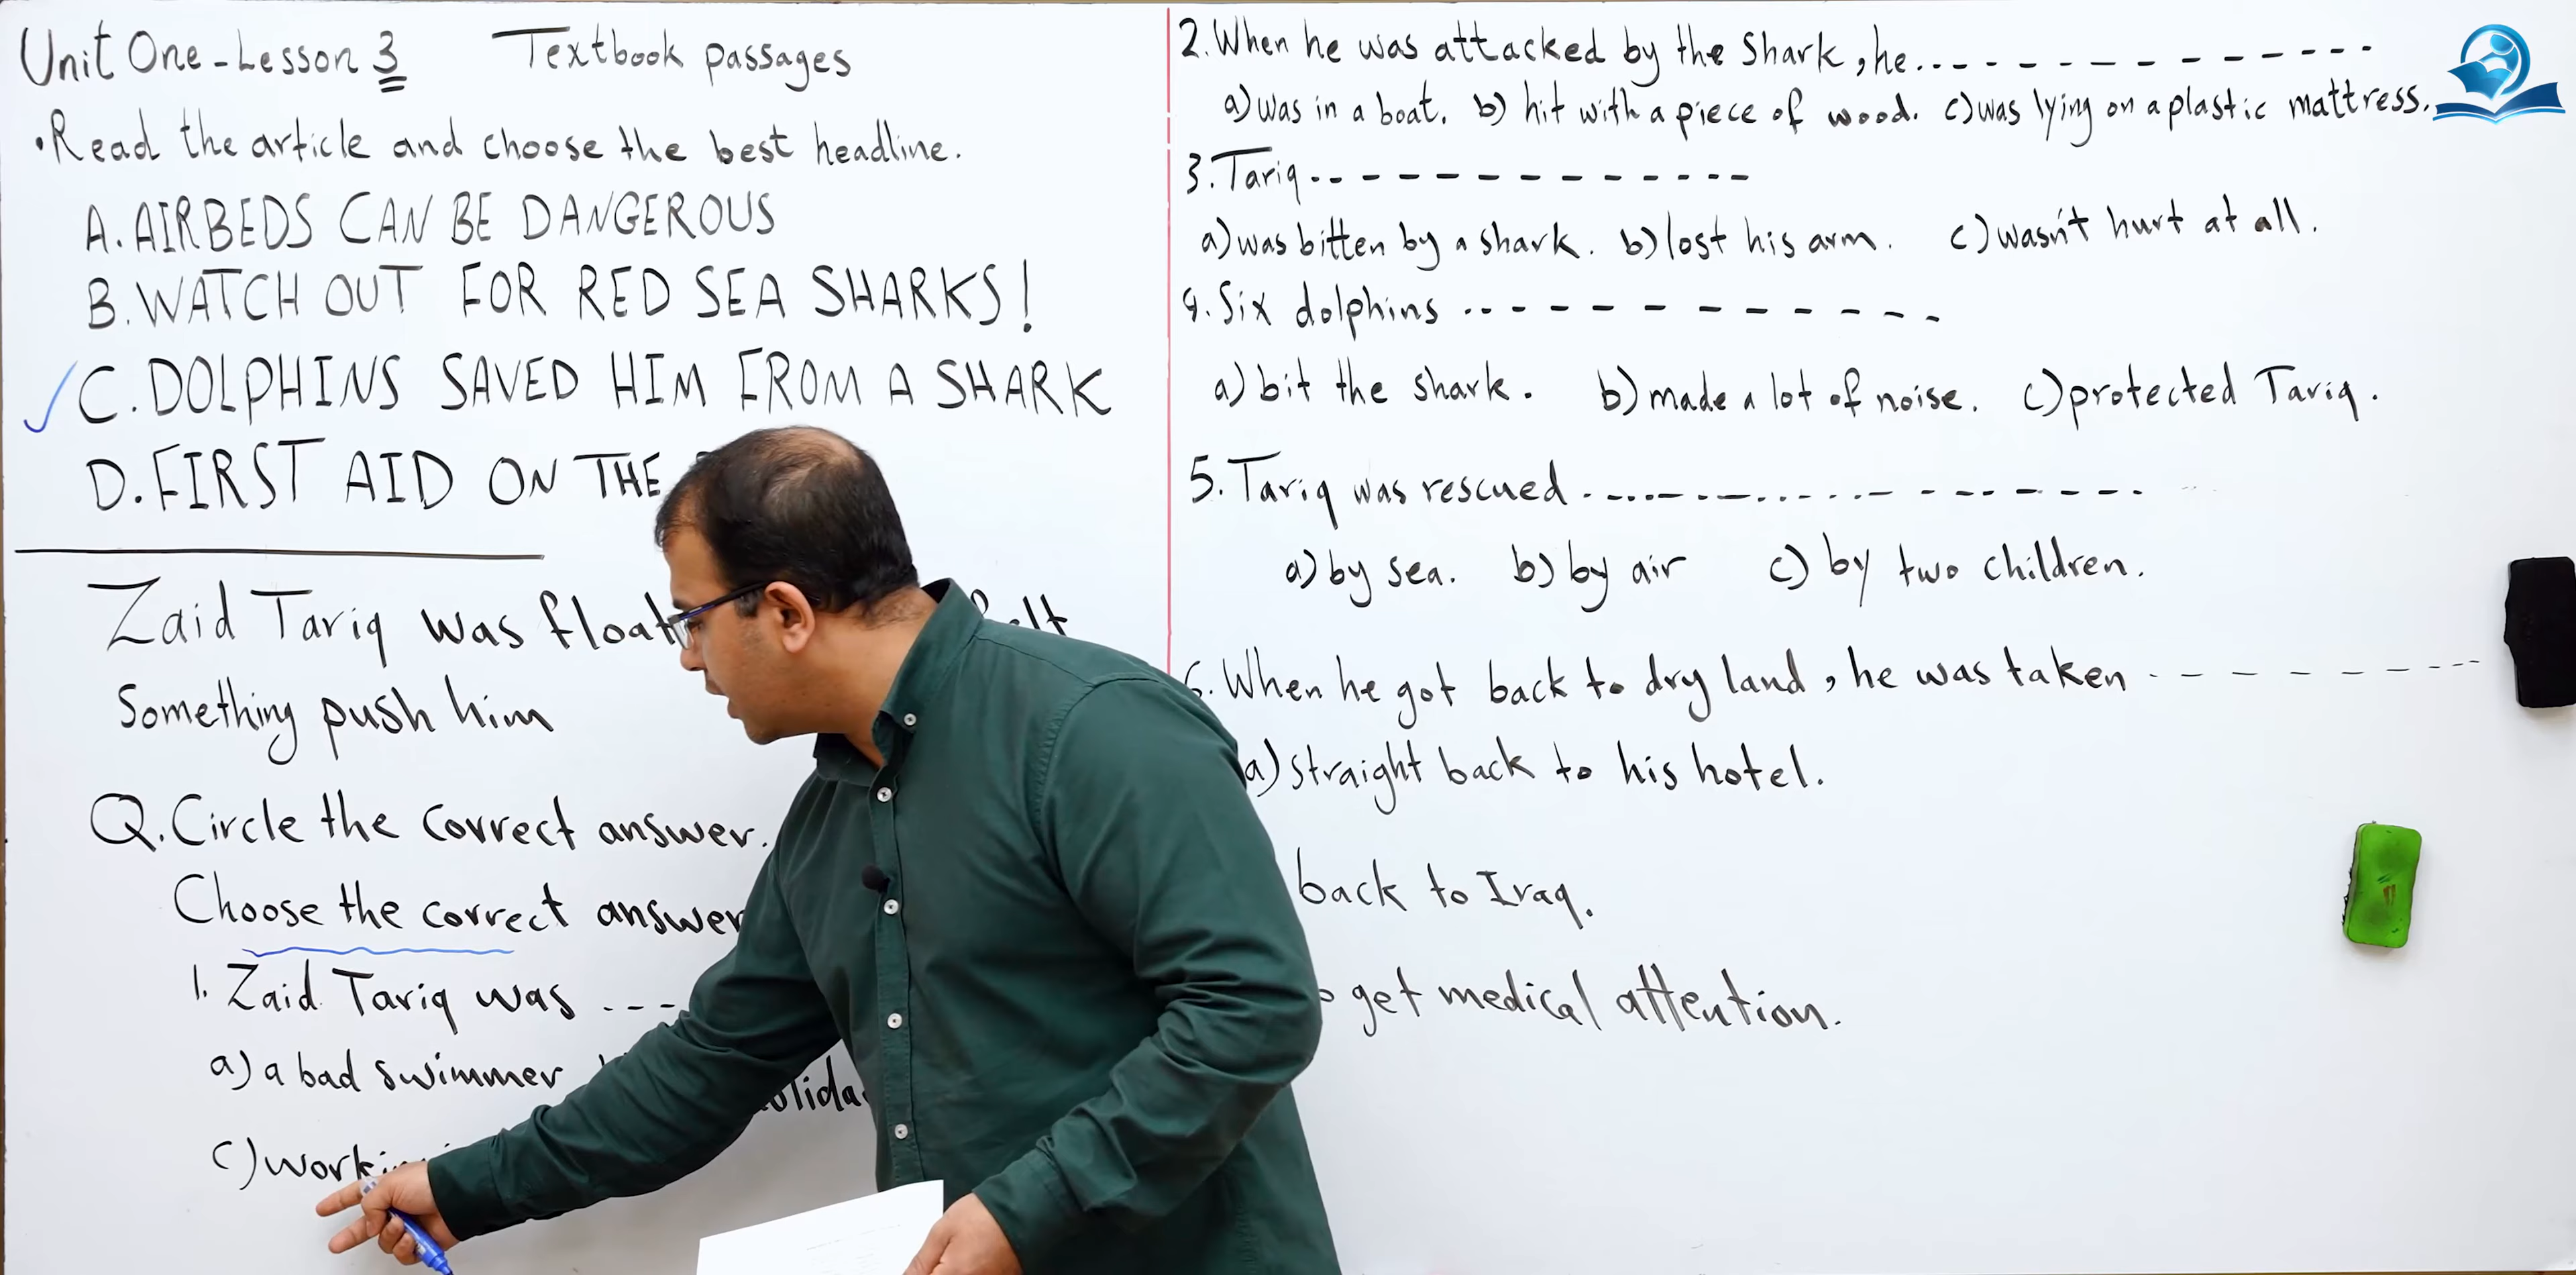 Unit One - Lesson 3 Textbook passages
• Read the article and choose the best headline.
A. AIRBEDS CAN BE DANGEROUS
B. WATCH OUT FOR RED SEA SHARKS!
C. DOLPHINS SAVED HIM FROM A SHARK
D. FIRST AID ON THE
Zaid Tariq was
Something push him
Q. Circle the correct answer.
Choose the correct answer
1. Zaid Tariq was ---
a) a bad swimmer
c)
2. When he was attacked by the Shark, he ..------------
a) was in a boat. b) hit with a piece of wood. c) was lying on a plastic mattress.
3. Tariq ..-------------
a) was bitten by a shark. b) lost his arm. c) wasn't hurt at all.
4. Six dolphins ..-----------
a) bit the shark. b) made a lot of noise. c) protected Tariq.
5. Tariq was rescued ..--------------
a) by sea. b) by air c) by two children.
6. When he got back to dry land, he was taken ----------
a) straight back to his hotel.
back to Iraq.
get medical attention.